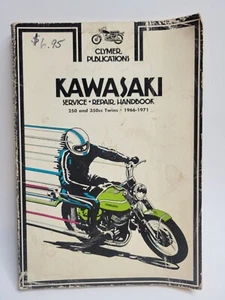 $6.95
CLYMER
PUBLICATIONS
KAWASAKI
SERVICE • REPAIR HANDBOOK
250 and 350cc Twins • 1966-1971